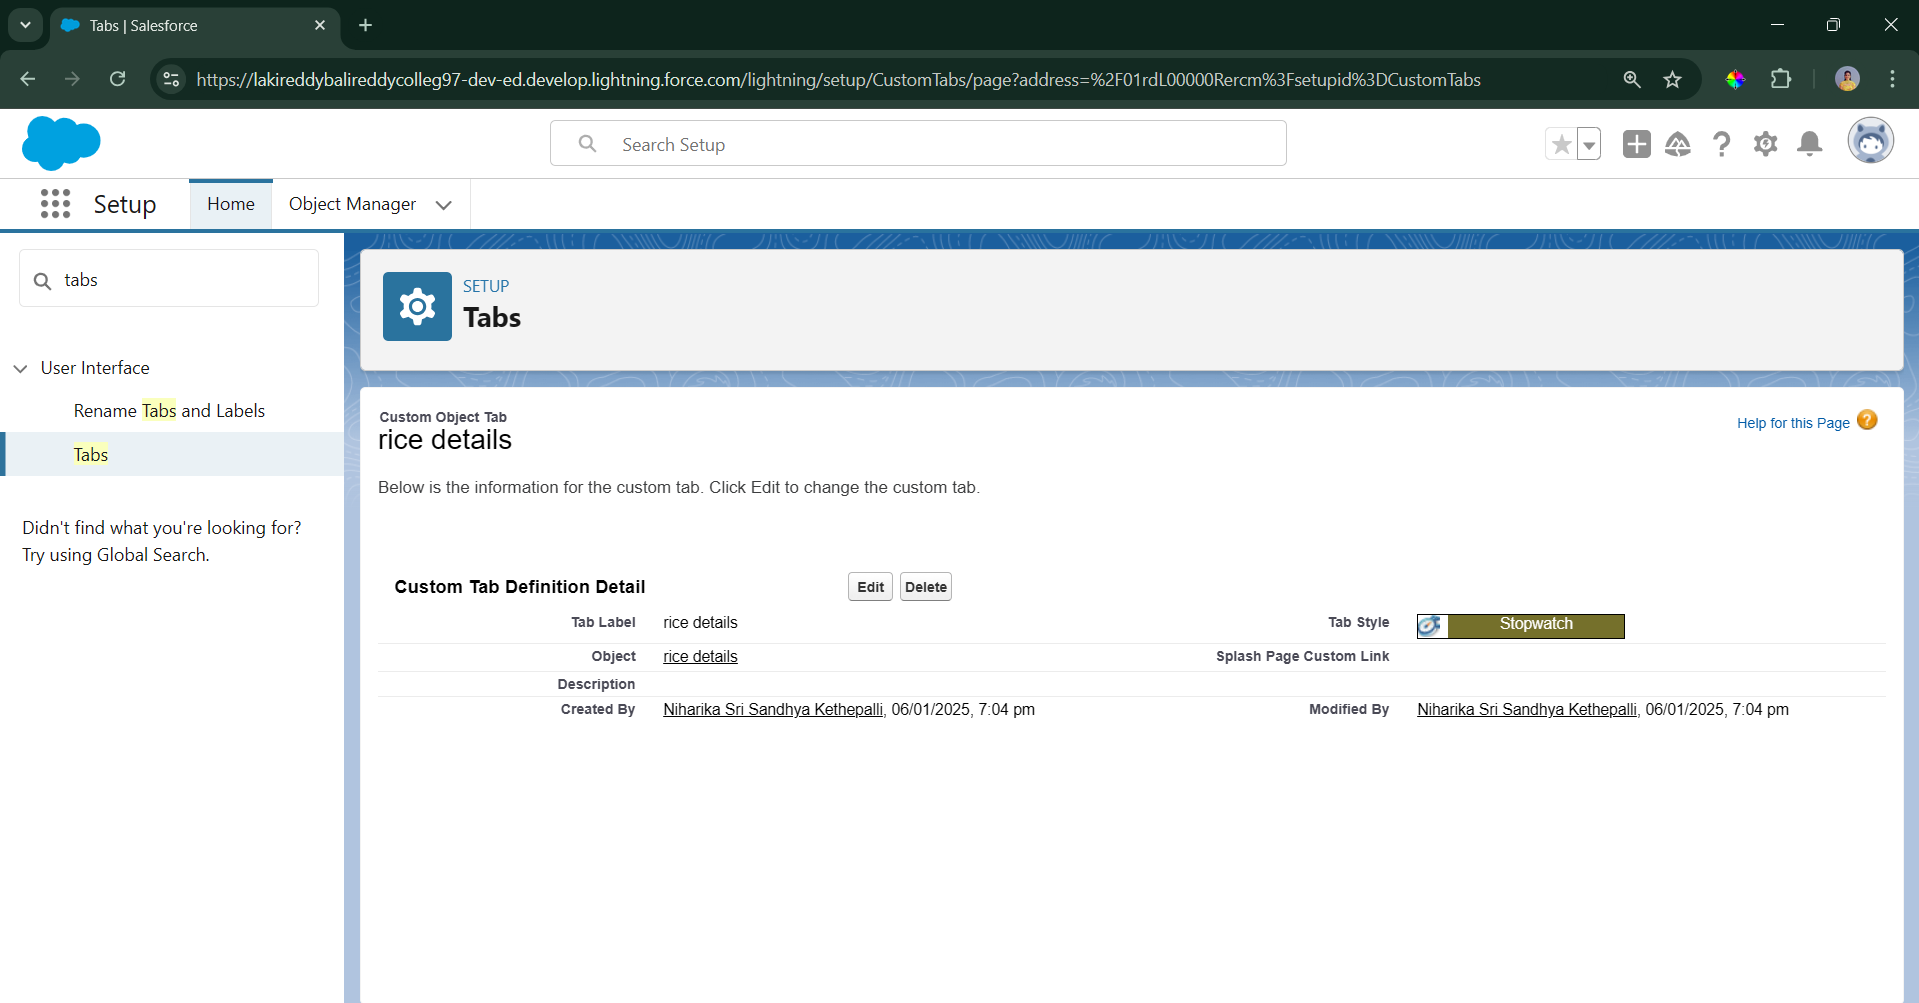 Tabs | Salesforce
https://lakireddybalireddycolleg97-dev-ed.develop.lightning.force.com/lightning/setup/CustomTabs/page?address=%2F01rdL00000Rercm%3Fsetupid%3DCustomTabs
Search Setup
Setup
Home
Object Manager
tabs
User Interface
Rename Tabs and Labels
Tabs
Didn't find what you're looking for?
Try using Global Search.
SETUP
Tabs
Custom Object Tab
rice details
Help for this Page
Below is the information for the custom tab. Click Edit to change the custom tab.
Custom Tab Definition Detail
Edit
Delete
Tab Label rice details
Tab Style Stopwatch
Object rice details
Splash Page Custom Link
Description
Created By Niharika Sri Sandhya Kethepalli, 06/01/2025, 7:04 pm
Modified By Niharika Sri Sandhya Kethepalli, 06/01/2025, 7:04 pm